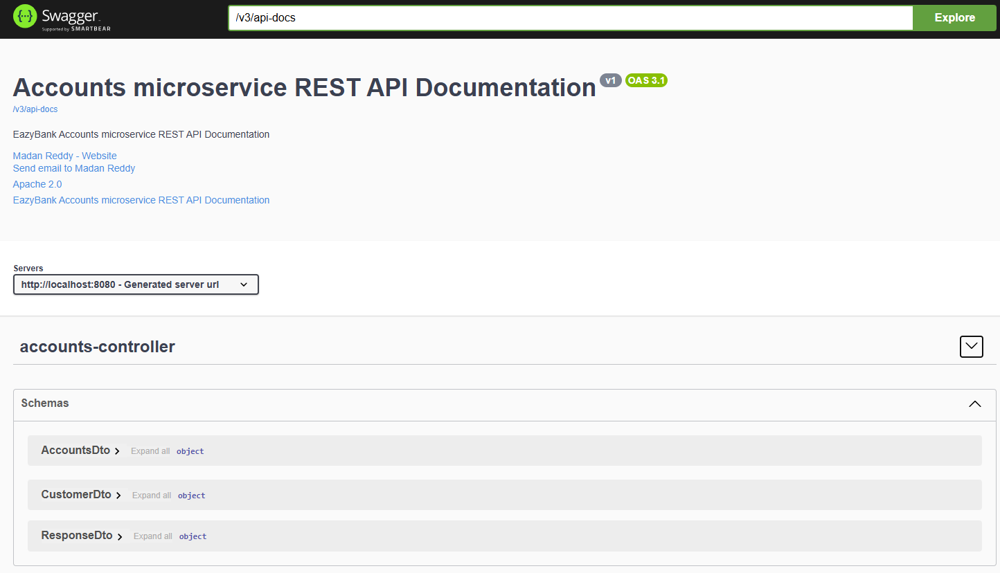 Swagger
Supported by SMARTBEAR
/v3/api-docs
Explore
Accounts microservice REST API Documentation v1 OAS 3.1
/v3/api-docs
EazyBank Accounts microservice REST API Documentation
Madan Reddy - Website
Send email to Madan Reddy
Apache 2.0
EazyBank Accounts microservice REST API Documentation
Servers
http://localhost:8080 - Generated server url
accounts-controller
Schemas
AccountsDto Expand all object
CustomerDto Expand all object
ResponseDto Expand all object